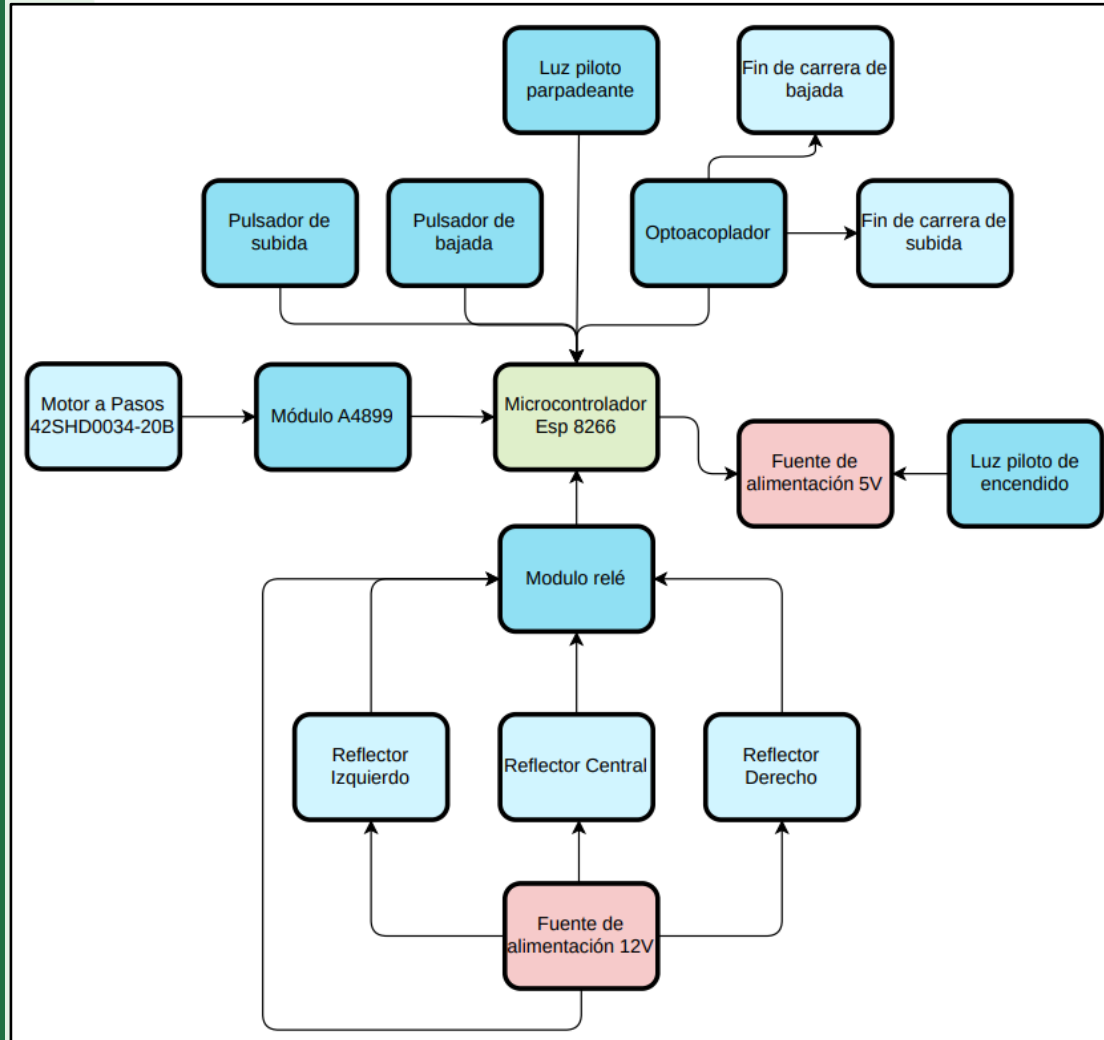 Luz piloto
parpadeante
Fin de carrera de
bajada
Pulsador de
subida
Pulsador de
bajada
Optoacoplador
Fin de carrera de
subida
Motor a Pasos
42SHD0034-20B
Módulo A4899
Microcontrolador
Esp 8266
Fuente de
alimentación 5V
Luz piloto de
encendido
Modulo relé
Reflector
Izquierdo
Reflector Central
Reflector
Derecho
Fuente de
alimentación 12V